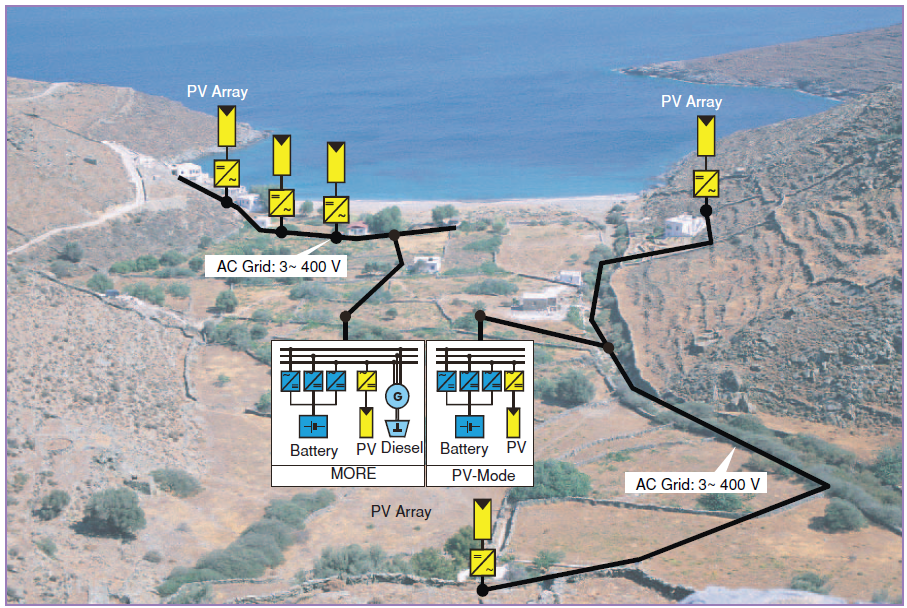 PV Array
PV Array
AC Grid: 3~ 400 V
G
Battery
PV
Diesel
Battery
PV
MORE
PV-Mode
AC Grid: 3~ 400 V
PV Array